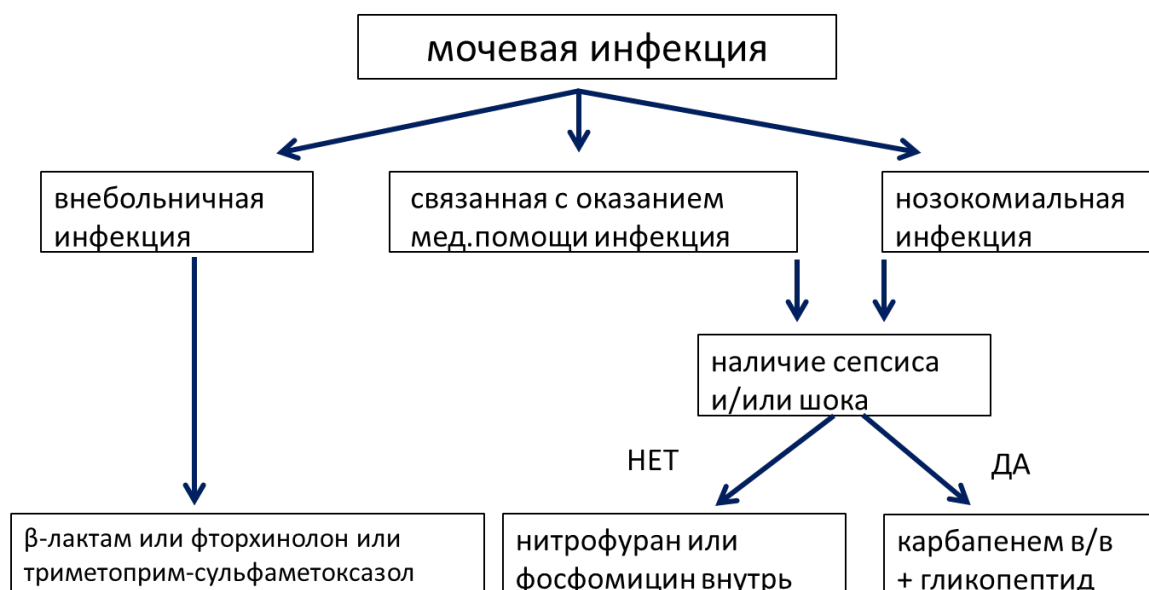 мочевая инфекция
внебольничная
инфекция
связанная с оказанием
мед.помощи инфекция
нозокомиальная
инфекция
наличие сепсиса
и/или шока
НЕТ
ДА
β-лактам или фторхинолон или
триметоприм-сульфаметоксазол
нитрофуран или
фосфомицин внутрь
карбапенем в/в
+ гликопептид